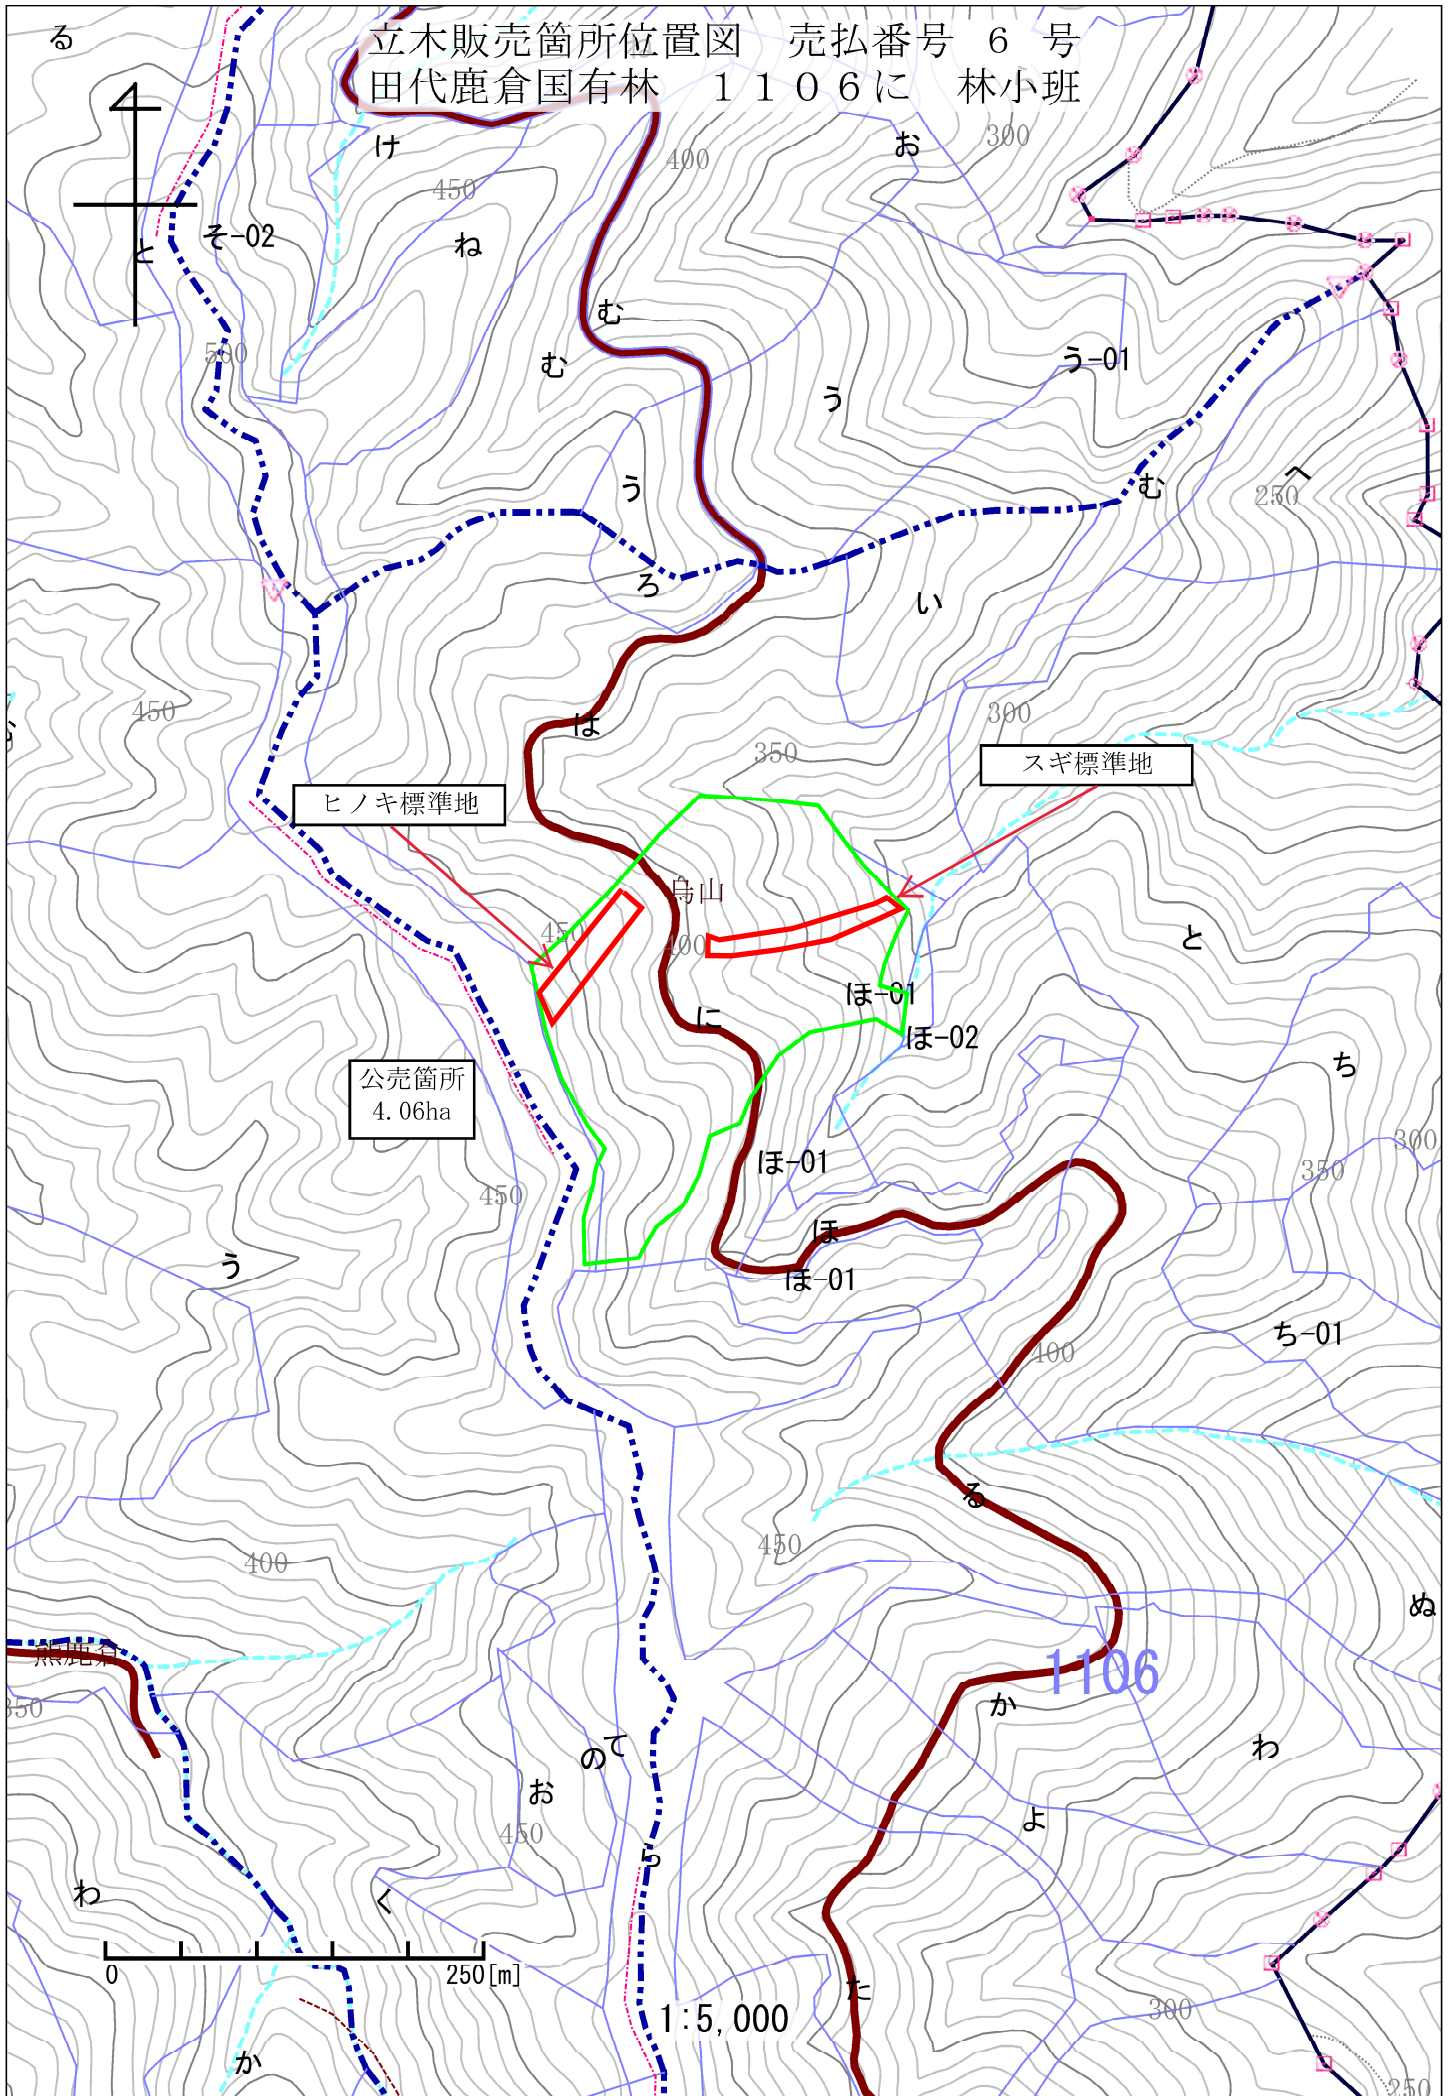 立木販売箇所位置図　売払番号　6　号
田代鹿倉国有林　１１０６に　林小班
る
け
お
300
400
450
ね
そ-02
と
む
500
む
う-01
う
う
へ
250
む
ろ
い
450
は
300
350
スギ標準地
ヒノキ標準地
烏山
450
400
と
ほ-01
に
ほ-02
ち
公売箇所
4.06ha
300
ほ-01
350
450
ほ
う
ほ-01
ち-01
400
る
450
400
ぬ
熊鹿倉
1106
か
350
て
の
わ
お
よ
450
ら
わ
く
0
250[m]
た
300
1:5,000
か
250